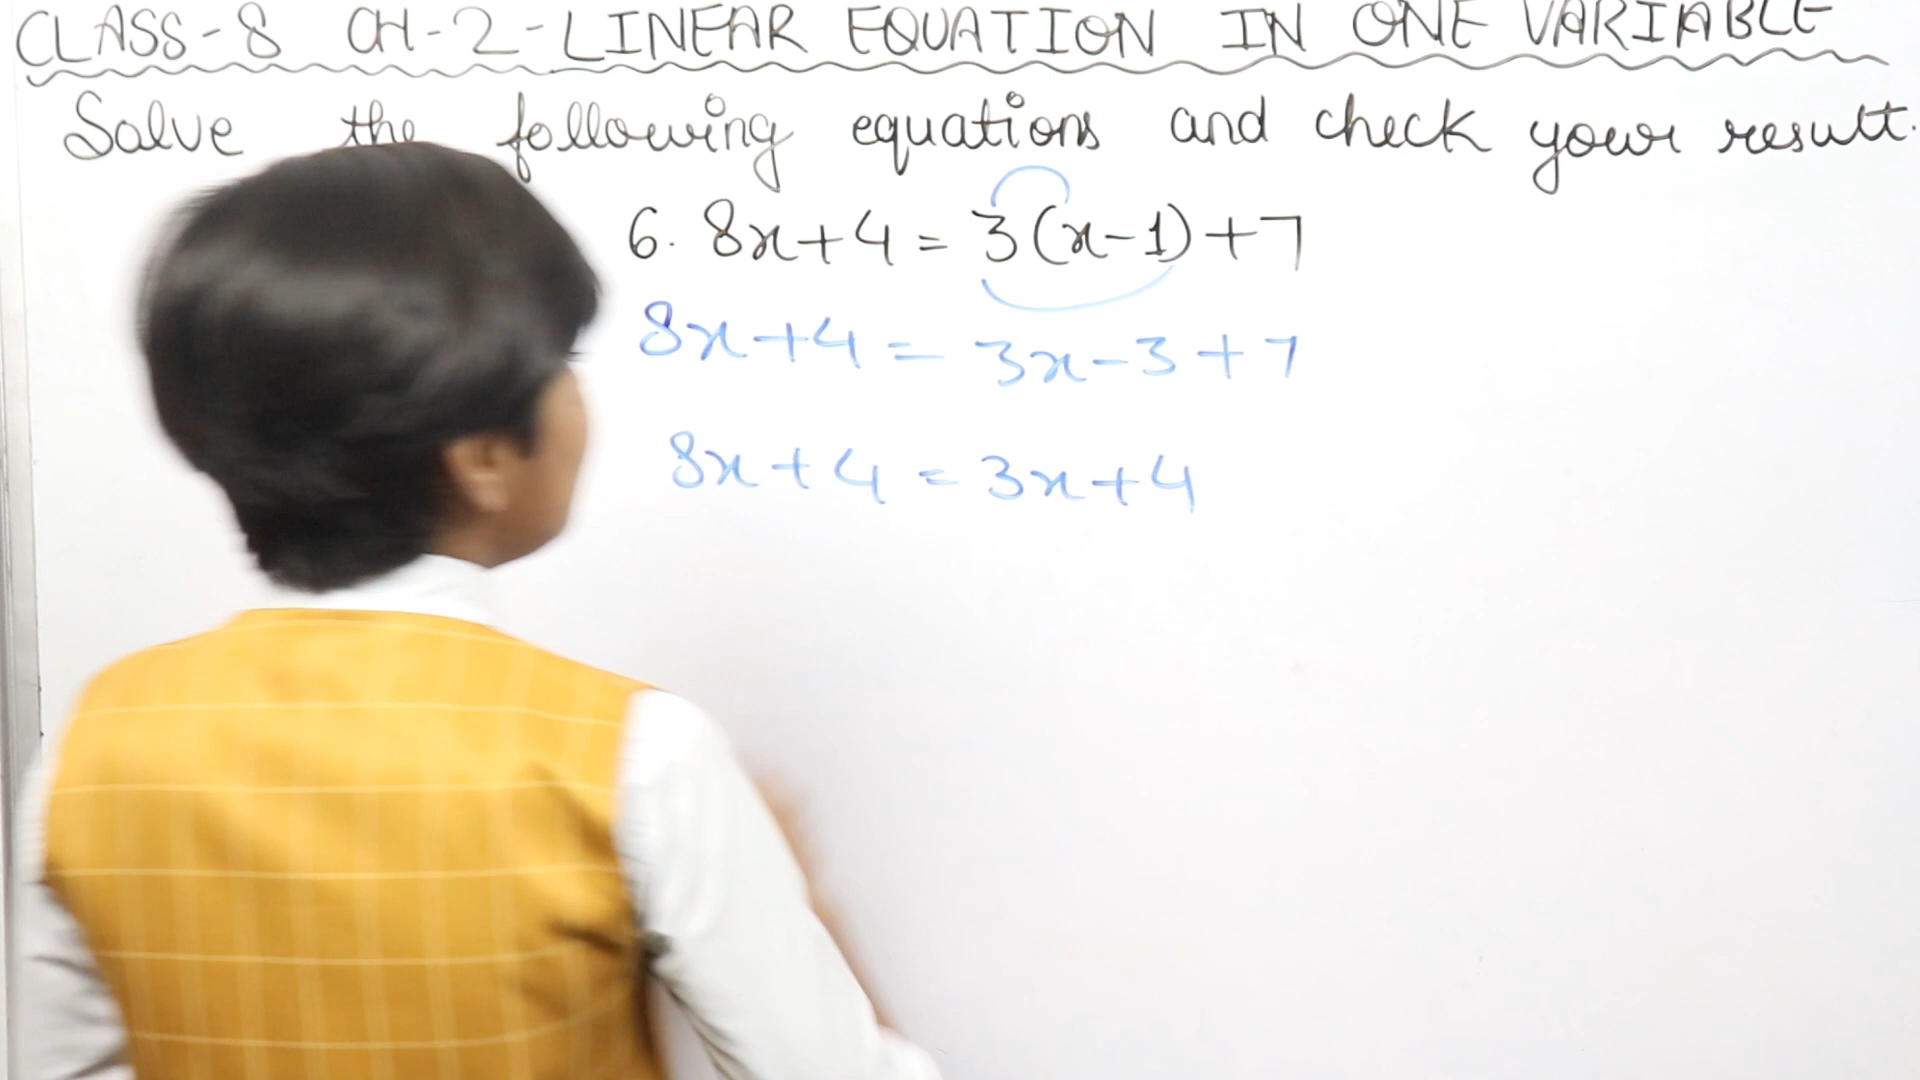 CLASS-8 CH-2-LINEAR EQUATION IN ONE VARIABLE
Solve the following equations and check your result.
6. 8x+4=3(x-1)+7
8x+4=3x-3+7
8x+4=3x+4